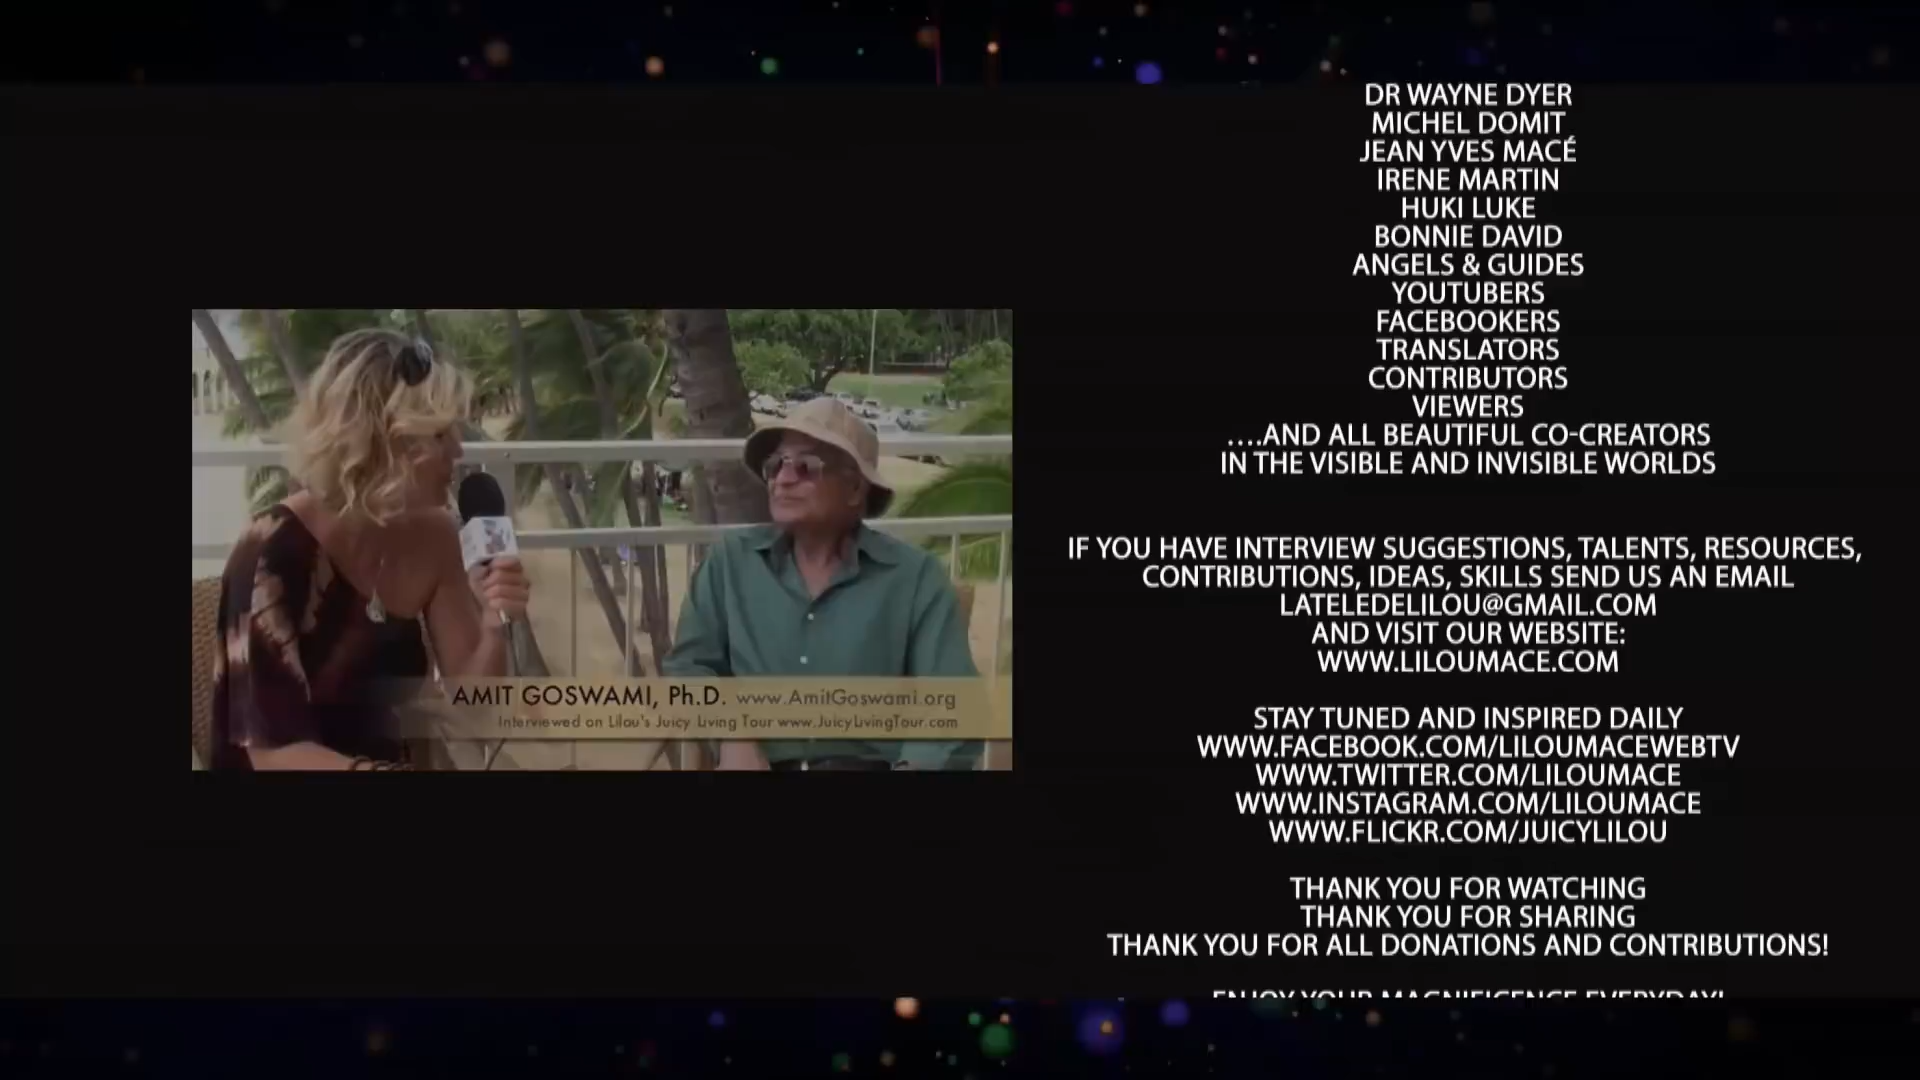 DR WAYNE DYER
MICHEL DOMIT
JEAN YVES MACÉ
IRENE MARTIN
HUKI LUKE
BONNIE DAVID
ANGELS & GUIDES
YOUTUBERS
FACEBOOKERS
TRANSLATORS
CONTRIBUTORS
VIEWERS
....AND ALL BEAUTIFUL CO-CREATORS
IN THE VISIBLE AND INVISIBLE WORLDS
IF YOU HAVE INTERVIEW SUGGESTIONS, TALENTS, RESOURCES,
CONTRIBUTIONS, IDEAS, SKILLS SEND US AN EMAIL
LATELEDELILOU@GMAIL.COM
AND VISIT OUR WEBSITE:
WWW.LILOUMACE.COM
STAY TUNED AND INSPIRED DAILY
WWW.FACEBOOK.COM/LILOUMACEWEBTV
WWW.TWITTER.COM/LILOUMACE
WWW.INSTAGRAM.COM/LILOUMACE
WWW.FLICKR.COM/JUICYLILOU
THANK YOU FOR WATCHING
THANK YOU FOR SHARING
THANK YOU FOR ALL DONATIONS AND CONTRIBUTIONS!
ENJOY YOUR MAGNIFICENCE EVERYDAY!
AMIT GOSWAMI, Ph.D. www.AmitGoswami.org
Interviewed on Lilou's Juicy Living Tour www.JuicyLivingTour.com